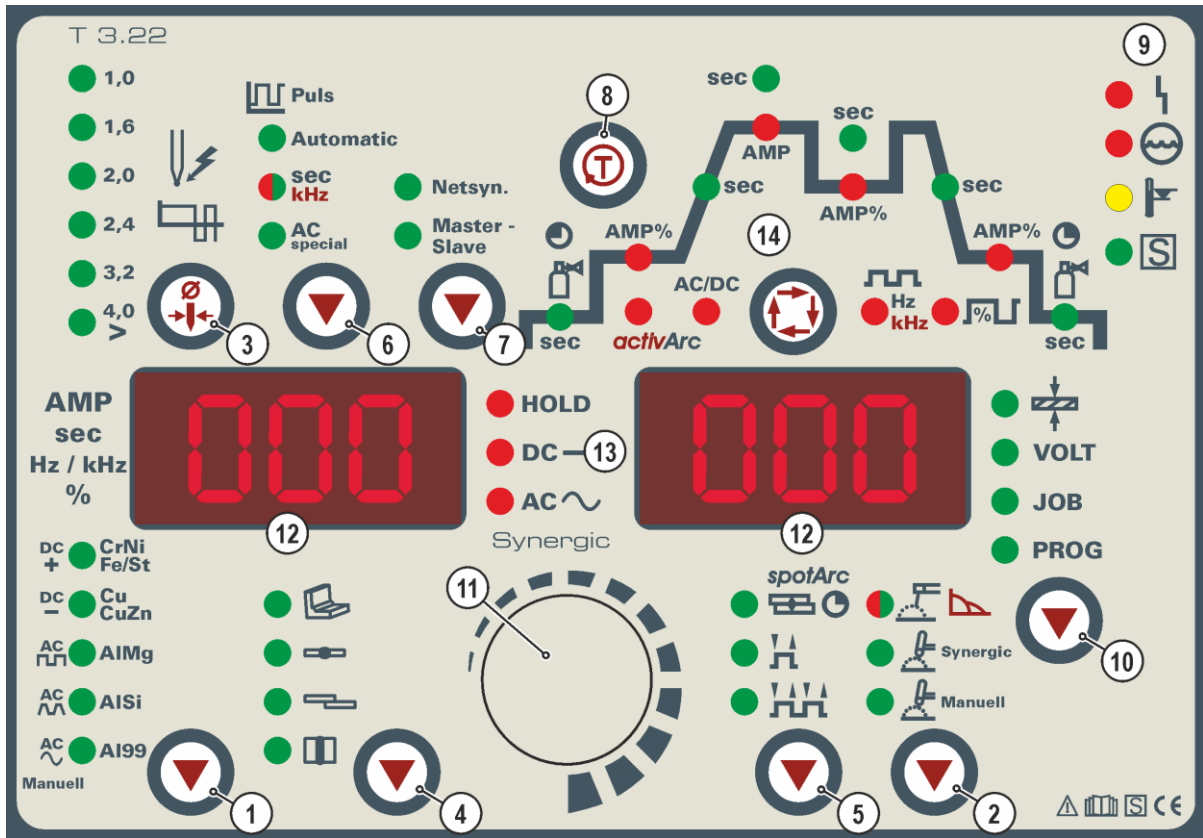 T 3.22
1,0
1,6
2,0
2,4
3,2
4,0
>
Puls
Automatic
sec
kHz
AC
special
Netsyn.
Master -
Slave
3
6
7
8
T
sec
AMP
sec
sec
AMP%
sec
AMP%
AMP%
14
AC/DC
Hz
kHz
%
activArc
sec
sec
9
S
AMP
sec
Hz / kHz
%
000
12
HOLD
DC
13
AC
Synergic
000
12
VOLT
JOB
PROG
10
DC
+
CrNi
Fe/St
DC
−
Cu
CuZn
AC
AlMg
AC
AlSi
AC
Al99
Manuell
1
4
11
spotArc
Synergic
Manuell
5
2
S CE